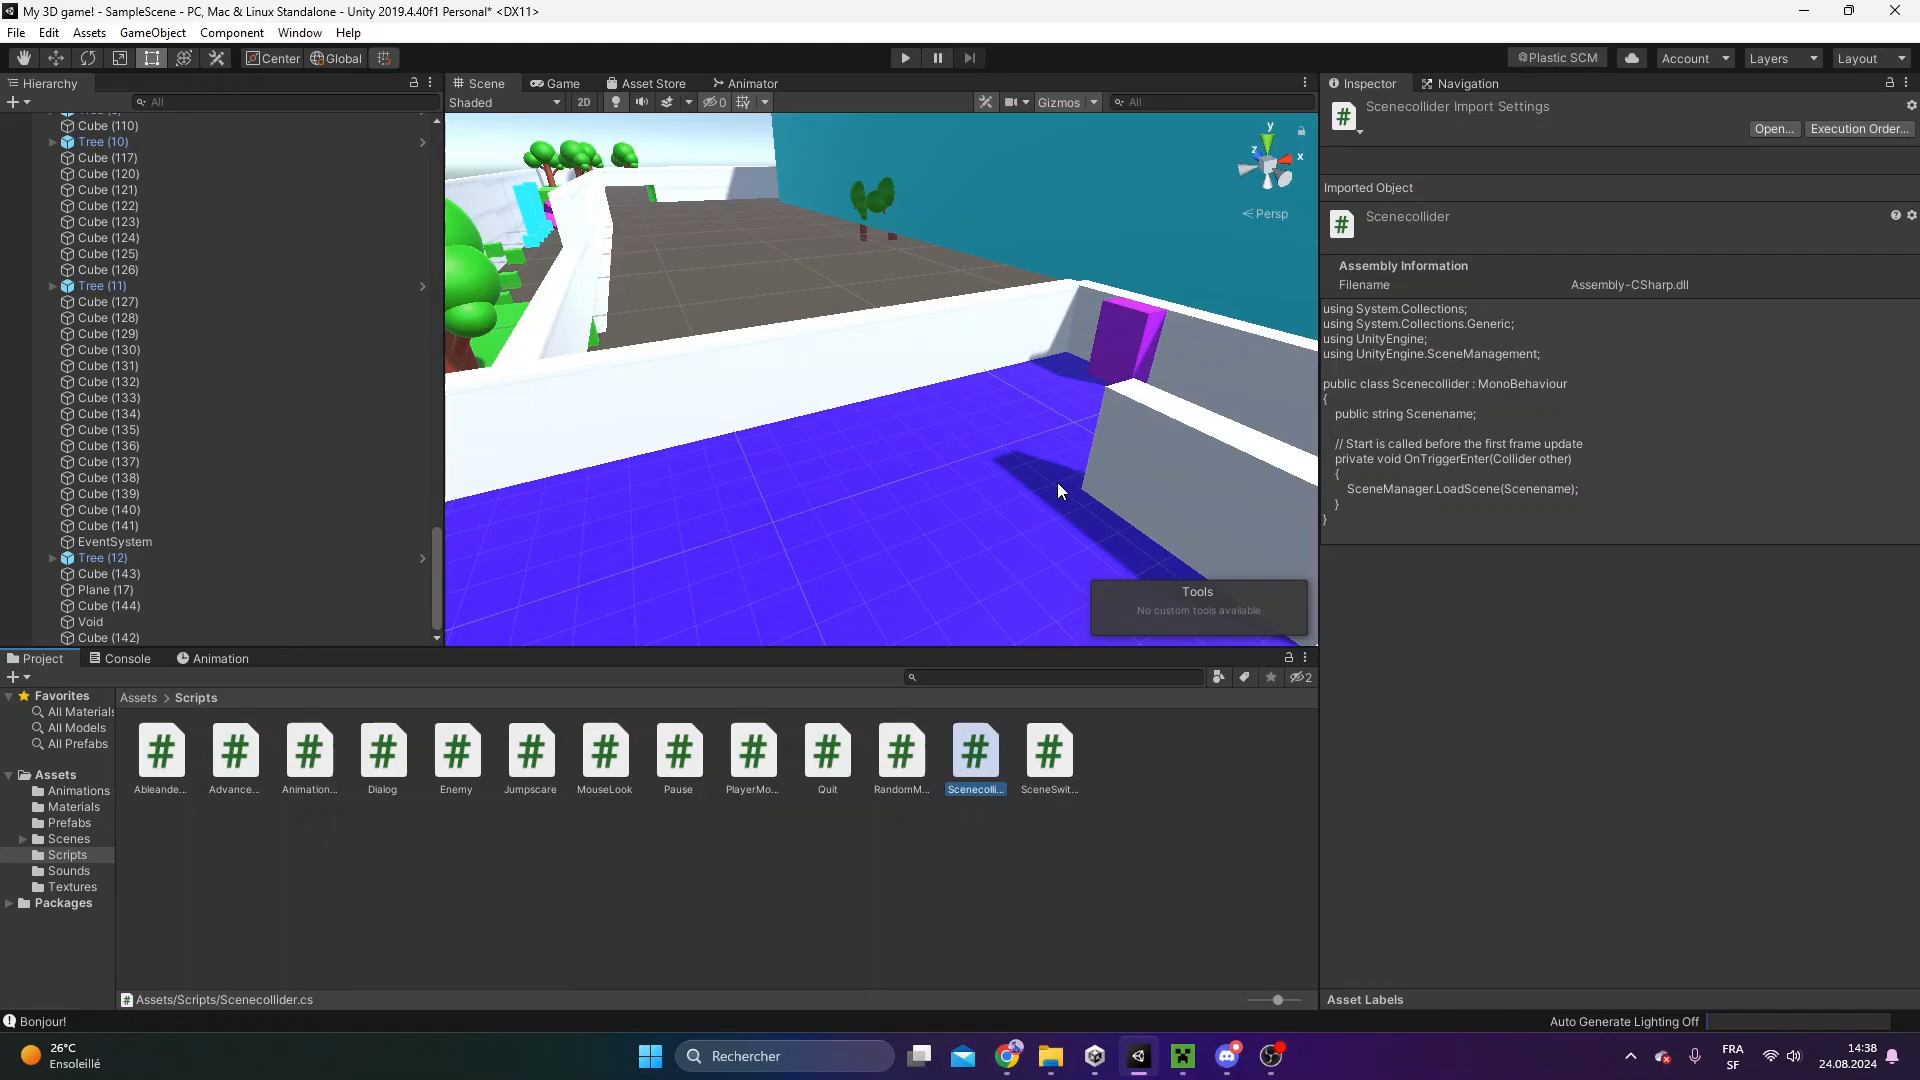 My 3D game! - SampleScene - PC, Mac & Linux Standalone - Unity 2019.4.40f1 Personal* <DX11>
File Edit Assets GameObject Component Window Help
Center Global
Plastic SCM Account Layers Layout
Hierarchy
All
Cube (110)
Tree (10)
Cube (117)
Cube (120)
Cube (121)
Cube (122)
Cube (123)
Cube (124)
Cube (125)
Cube (126)
Tree (11)
Cube (127)
Cube (128)
Cube (129)
Cube (130)
Cube (131)
Cube (132)
Cube (133)
Cube (134)
Cube (135)
Cube (136)
Cube (137)
Cube (138)
Cube (139)
Cube (140)
Cube (141)
EventSystem
Tree (12)
Cube (143)
Plane (17)
Cube (144)
Void
Cube (142)
Scene Game Asset Store Animator
Shaded 2D 0 Gizmos All
y
z
x
Persp
Tools
No custom tools available
Inspector Navigation
Scenecollider Import Settings
Open... Execution Order...
Imported Object
Scenecollider
Assembly Information
Filename Assembly-CSharp.dll
using System.Collections;
using System.Collections.Generic;
using UnityEngine;
using UnityEngine.SceneManagement;
public class Scenecollider : MonoBehaviour
{
public string Scenename;
// Start is called before the first frame update
private void OnTriggerEnter(Collider other)
{
SceneManager.LoadScene(Scenename);
}
}
Asset Labels
Project Console Animation
2
Favorites
All Materials
All Models
All Prefabs
Assets
Animations
Materials
Prefabs
Scenes
Scripts
Sounds
Textures
Packages
Assets > Scripts
Ableande... Advance... Animation... Dialog Enemy Jumpscare MouseLook Pause PlayerMo... Quit RandomM... Scenecolli... SceneSwit...
Assets/Scripts/Scenecollider.cs
Bonjour!
Auto Generate Lighting Off
26°C
Ensoleillé
Rechercher
FRA
SF
14:38
24.08.2024